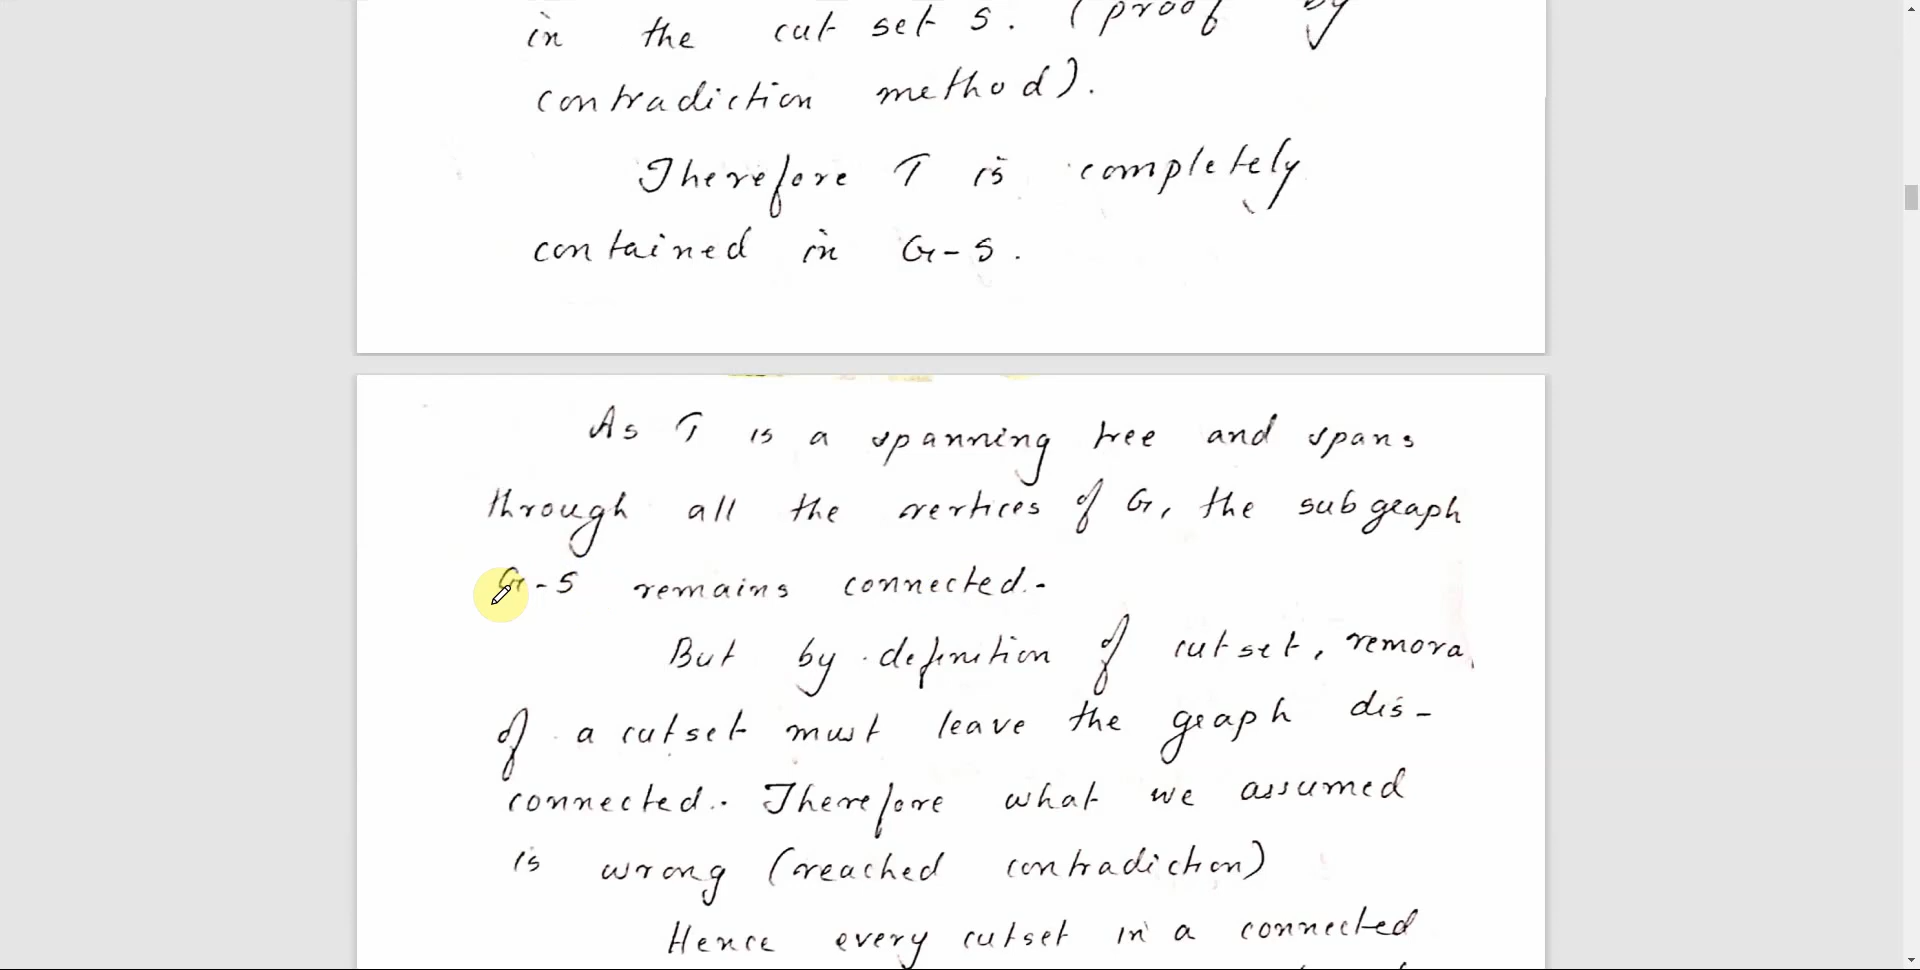 in the cut set S. (proof by
contradiction method).
Therefore T is completely
contained in G-S.
As T is a spanning tree and spans
through all the vertices of G, the subgraph
G-S remains connected.
But by definition of cutset, remova
of a cutset must leave the graph dis-
connected. Therefore what we assumed
is wrong (reached contradiction)
Hence every cutset in a connected